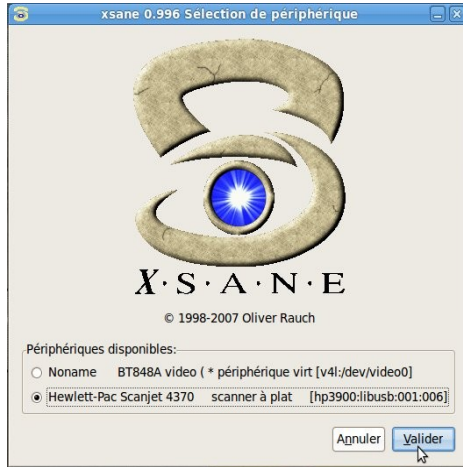 xsane 0.996 Sélection de périphérique
X·S·A·N·E
© 1998-2007 Oliver Rauch
Périphériques disponibles:
Noname BT848A video ( * périphérique virt [v4l:/dev/video0]
Hewlett-Pac Scanjet 4370 scanner à plat [hp3900:libusb:001:006]
Annuler Valider